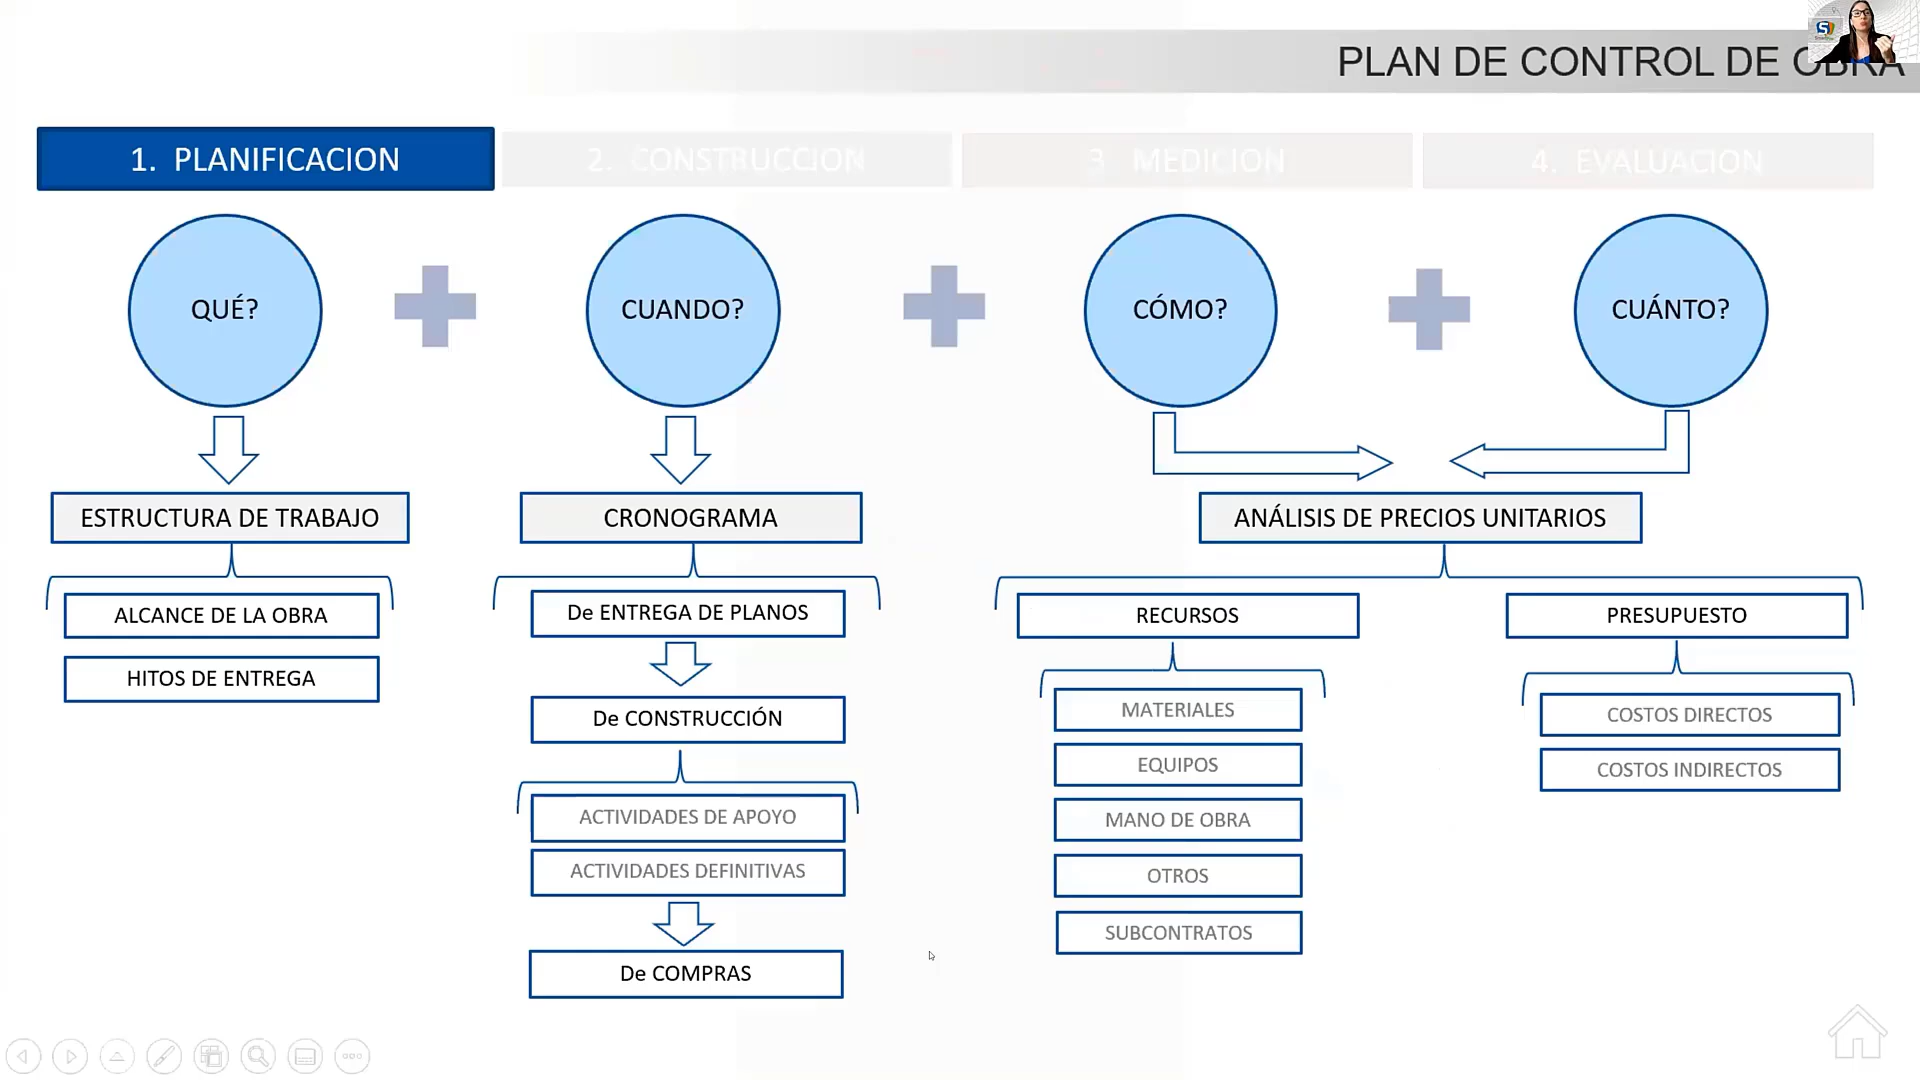 PLAN DE CONTROL DE OBRA
1. PLANIFICACION
2. CONSTRUCCION
3 MEDICION
4. EVALUACION
QUÉ?
CUANDO?
CÓMO?
CUÁNTO?
ESTRUCTURA DE TRABAJO
ALCANCE DE LA OBRA
HITOS DE ENTREGA
CRONOGRAMA
De ENTREGA DE PLANOS
De CONSTRUCCIÓN
ACTIVIDADES DE APOYO
ACTIVIDADES DEFINITIVAS
De COMPRAS
ANÁLISIS DE PRECIOS UNITARIOS
RECURSOS
MATERIALES
EQUIPOS
MANO DE OBRA
OTROS
SUBCONTRATOS
PRESUPUESTO
COSTOS DIRECTOS
COSTOS INDIRECTOS